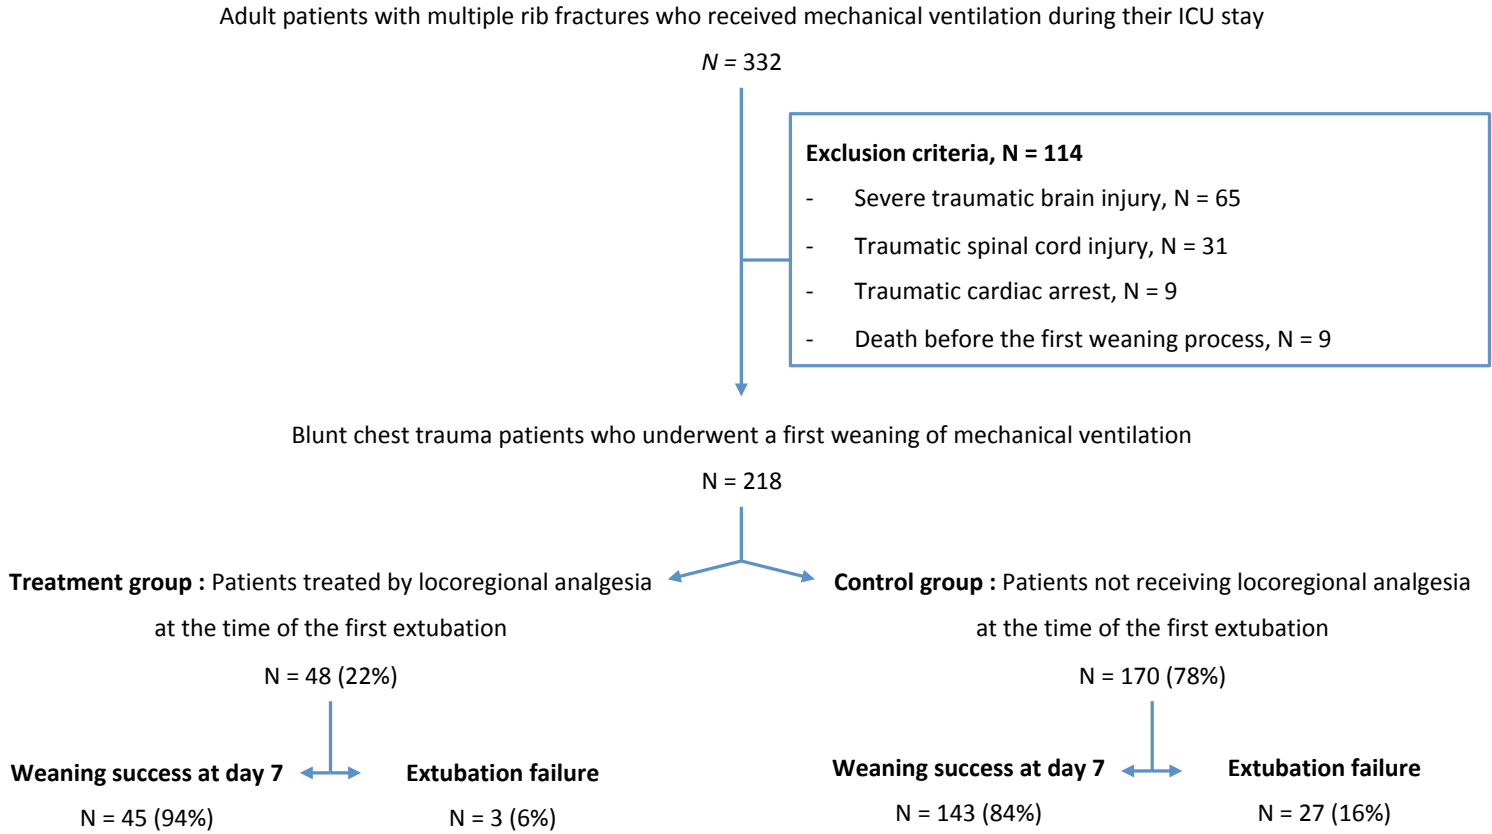 Adult patients with multiple rib fractures who received mechanical ventilation during their ICU stay
N = 332
Exclusion criteria, N = 114
- Severe traumatic brain injury, N = 65
- Traumatic spinal cord injury, N = 31
- Traumatic cardiac arrest, N = 9
- Death before the first weaning process, N = 9
Blunt chest trauma patients who underwent a first weaning of mechanical ventilation
N = 218
Treatment group : Patients treated by locoregional analgesia
at the time of the first extubation
N = 48 (22%)
Control group : Patients not receiving locoregional analgesia
at the time of the first extubation
N = 170 (78%)
Weaning success at day 7
N = 45 (94%)
Extubation failure
N = 3 (6%)
Weaning success at day 7
N = 143 (84%)
Extubation failure
N = 27 (16%)